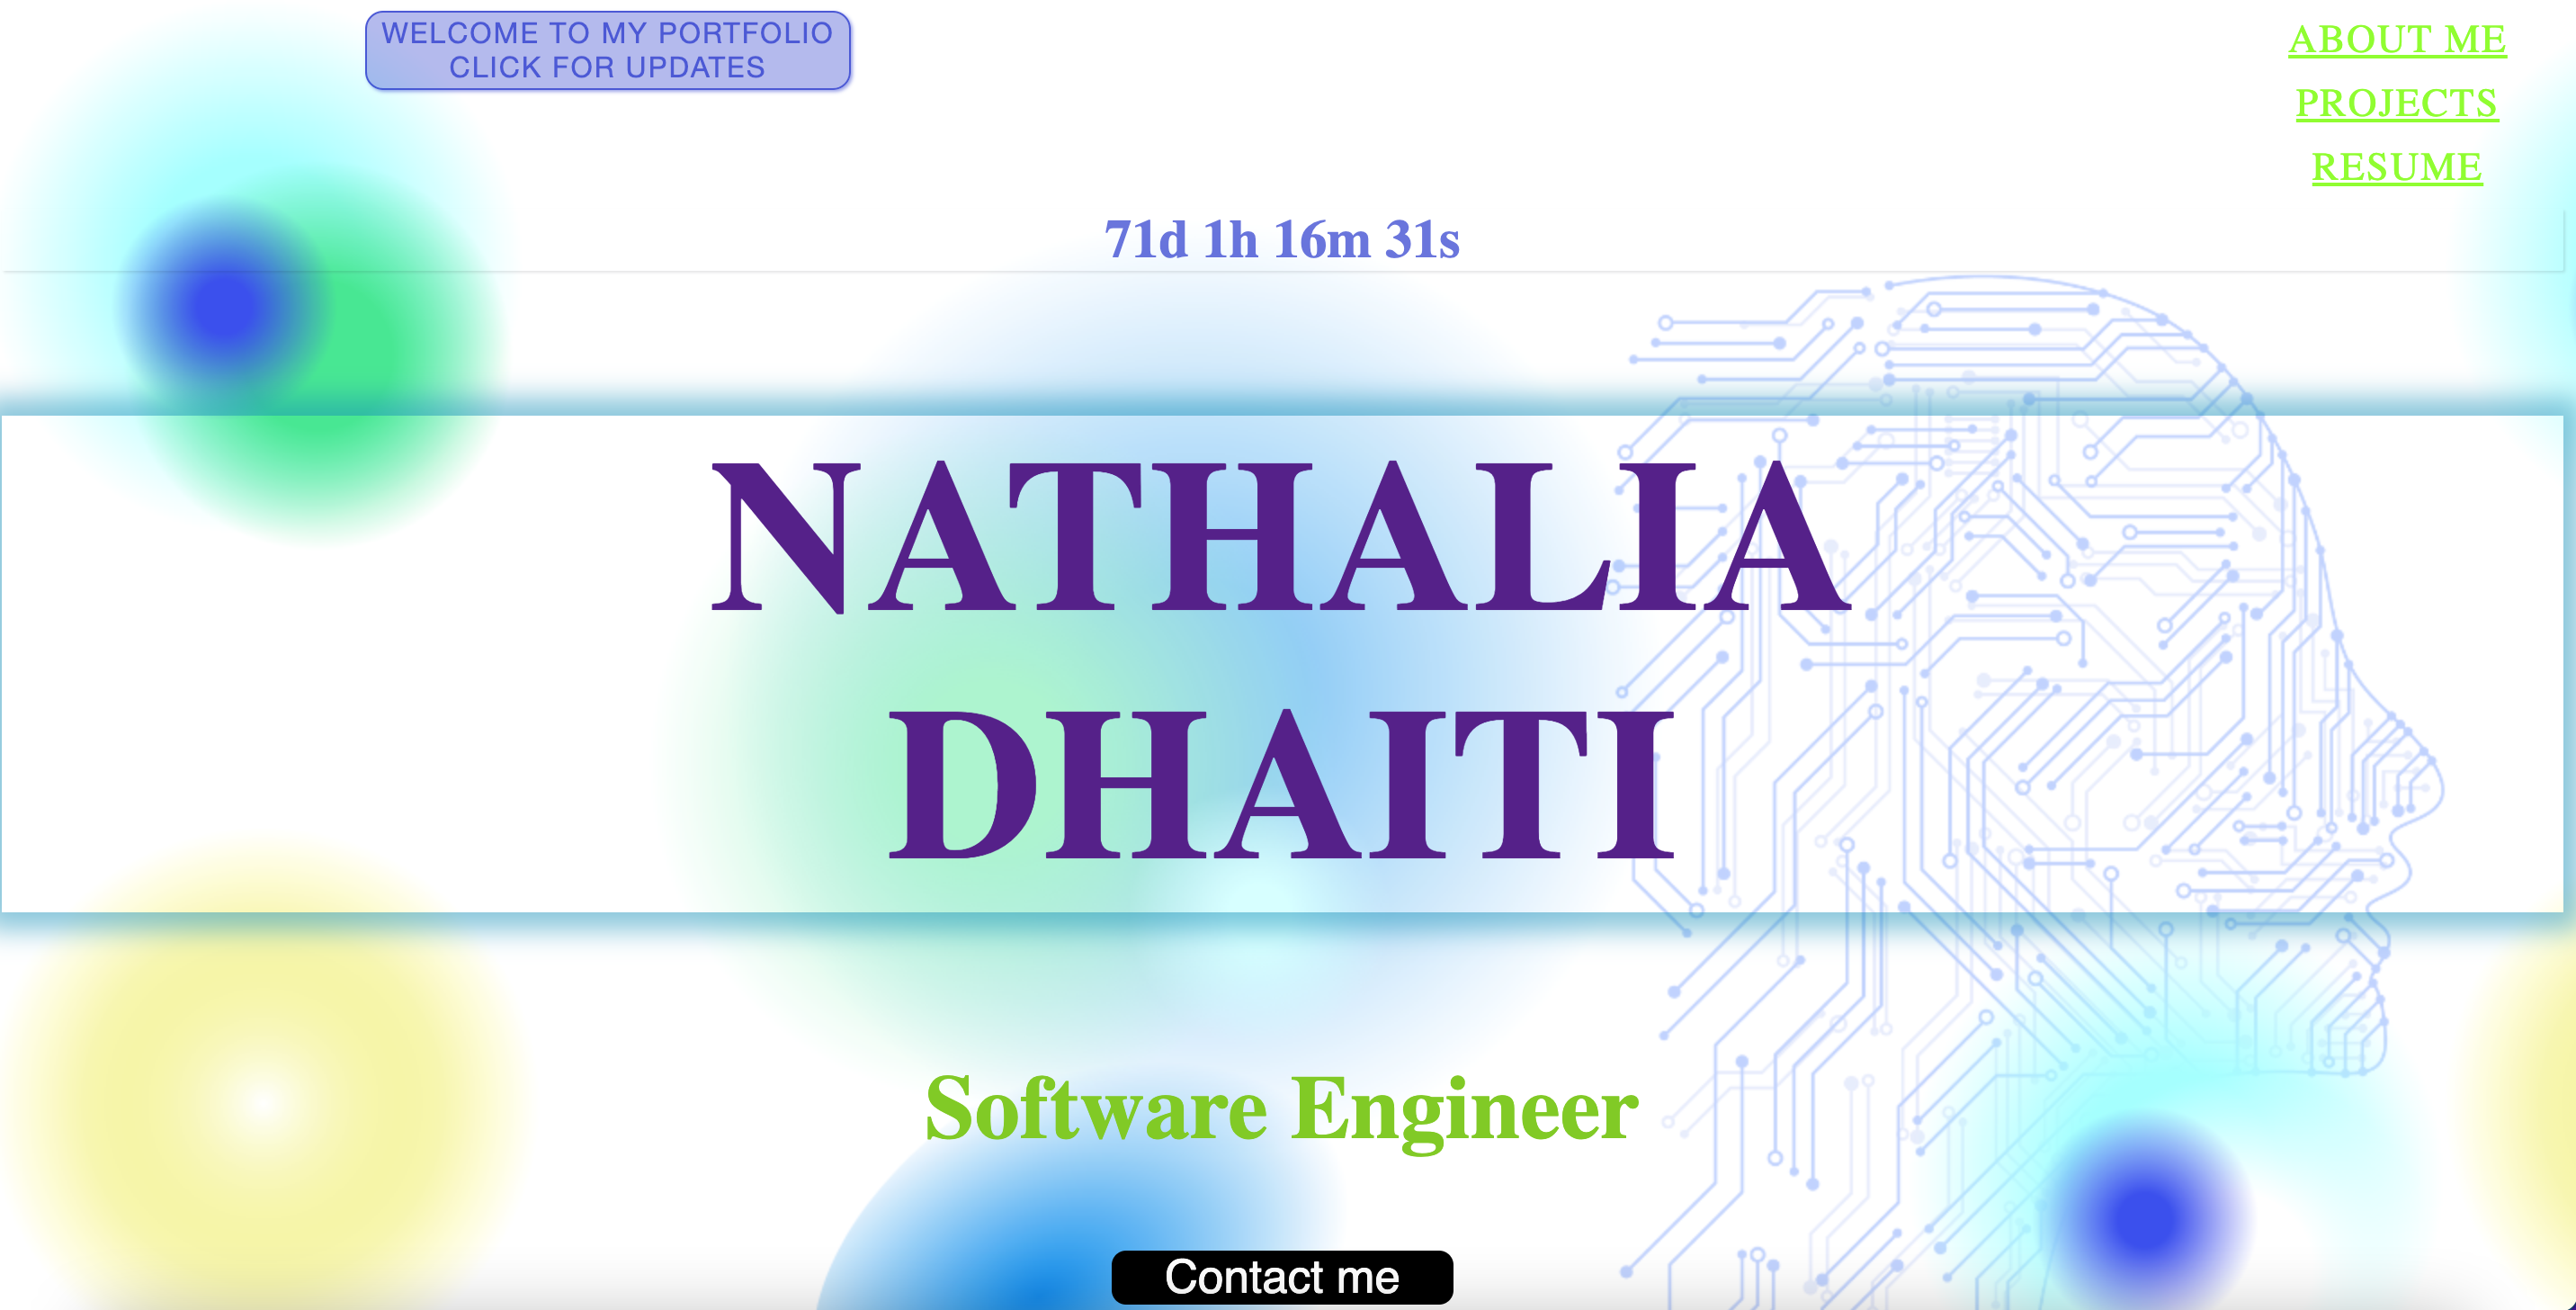 WELCOME TO MY PORTFOLIO
CLICK FOR UPDATES
ABOUT ME
PROJECTS
RESUME
71d 1h 16m 31s
NATHALIA
DHAITI
Software Engineer
Contact me